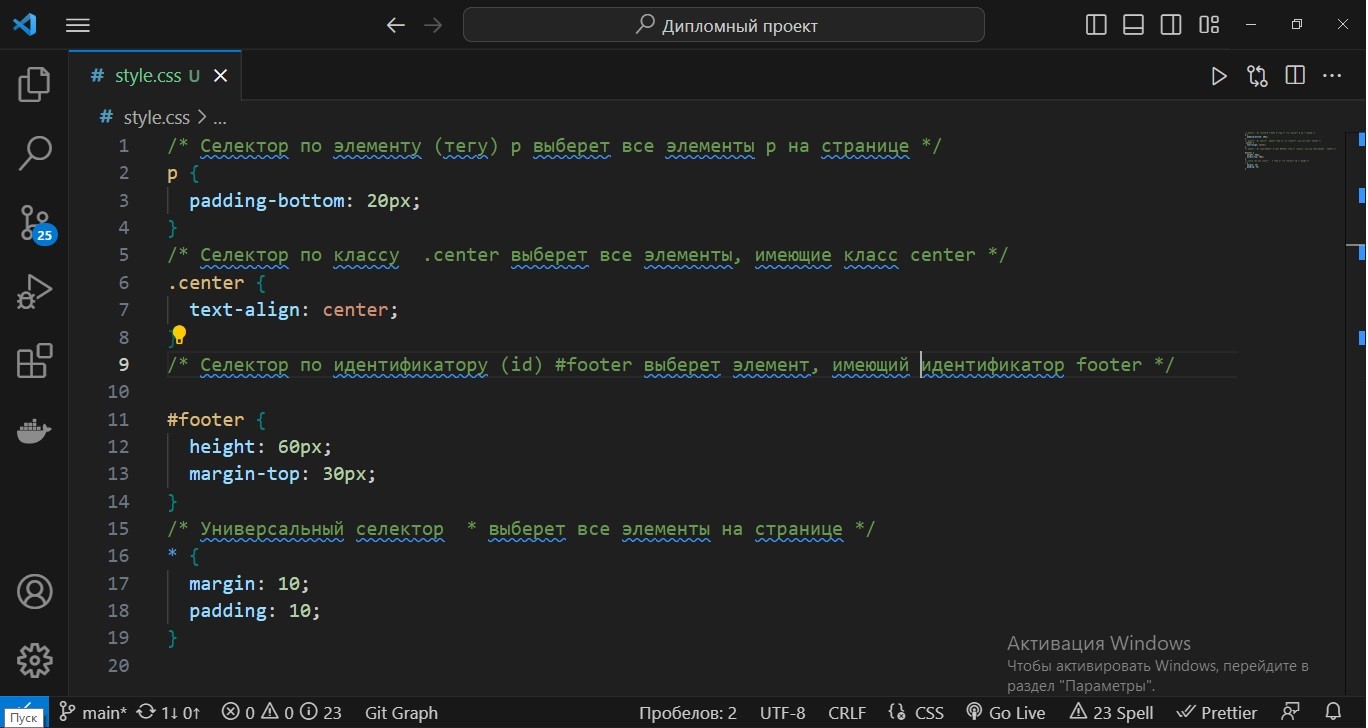 Дипломный проект
# style.css U
# style.css > ...
1 /* Селектор по элементу (тегу) p выберет все элементы p на странице */
2 p {
3 padding-bottom: 20px;
4 }
5 /* Селектор по классу  .center выберет все элементы, имеющие класс center */
6 .center {
7 text-align: center;
8 }
9 /* Селектор по идентификатору (id) #footer выберет элемент, имеющий идентификатор footer */
10
11 #footer {
12 height: 60px;
13 margin-top: 30px;
14 }
15 /* Универсальный селектор  * выберет все элементы на странице */
16 * {
17 margin: 10;
18 padding: 10;
19 }
20
25
Активация Windows
Чтобы активировать Windows, перейдите в
раздел "Параметры".
Пуск
main* 1↓ 0↑ 0 0 23 Git Graph Пробелов: 2 UTF-8 CRLF CSS Go Live 23 Spell Prettier